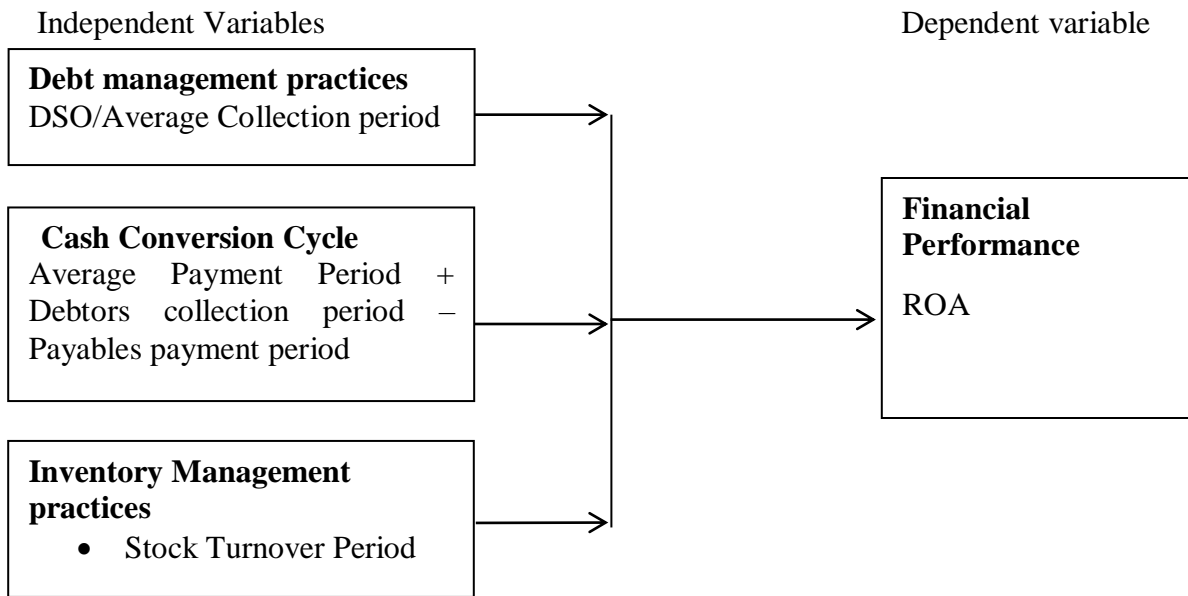 Independent Variables
Dependent variable
Debt management practices
DSO/Average Collection period
Cash Conversion Cycle
Average Payment Period +
Debtors collection period –
Payables payment period
Inventory Management
practices
• Stock Turnover Period
Financial
Performance
ROA